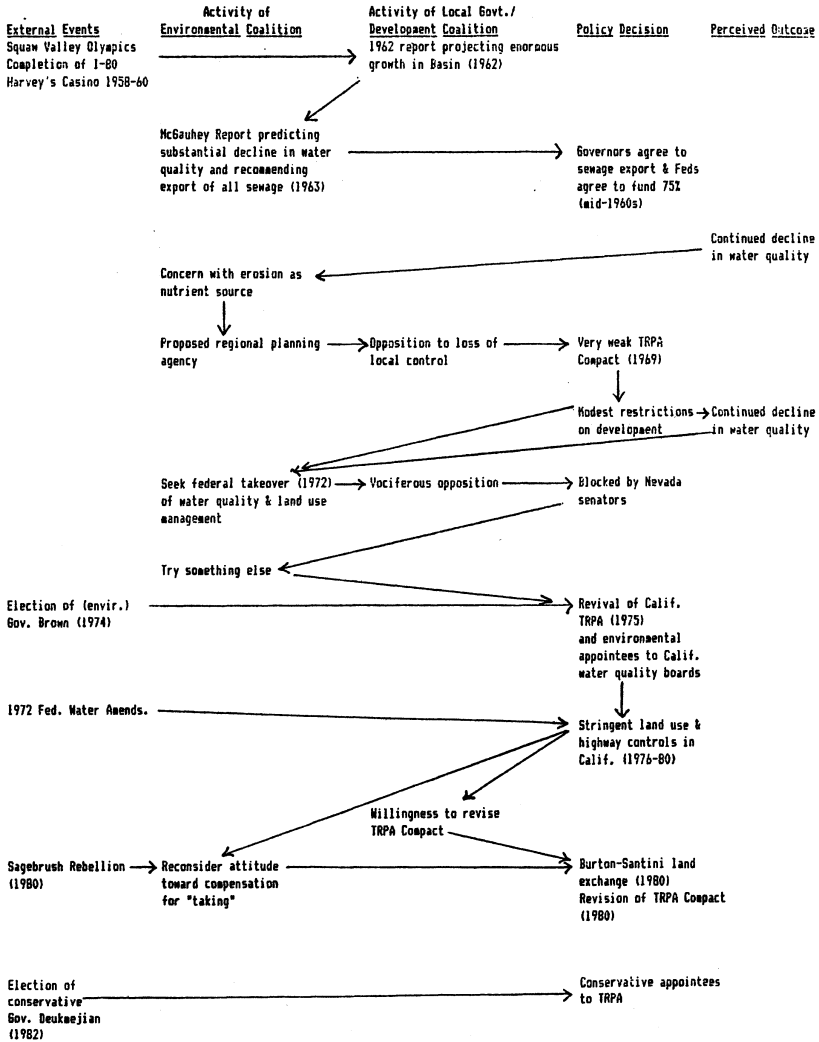 External Events
Activity of
Environmental Coalition
Activity of Local Govt./
Development Coalition
Policy Decision
Perceived Outcome
Squaw Valley Olympics
Completion of I-80
Harvey's Casino 1958-60
1962 report projecting enormous
growth in Basin (1962)
McGauhey Report predicting
substantial decline in water
quality and recommending
export of all sewage (1963)
Governors agree to
sewage export & Feds
agree to fund 75%
(mid-1960s)
Continued decline
in water quality
Concern with erosion as
nutrient source
Proposed regional planning
agency
Opposition to loss of
local control
Very weak TRPA
Compact (1969)
Modest restrictions
on development
Continued decline
in water quality
Seek federal takeover (1972)
of water quality & land use
management
Vociferous opposition
Blocked by Nevada
senators
Try something else
Election of (envir.)
Gov. Brown (1974)
Revival of Calif.
TRPA (1975)
and environmental
appointees to Calif.
water quality boards
1972 Fed. Water Amends.
Stringent land use &
highway controls in
Calif. (1976-80)
Willingness to revise
TRPA Compact
Sagebrush Rebellion
(1980)
Reconsider attitude
toward compensation
for "taking"
Burton-Santini land
exchange (1980)
Revision of TRPA Compact
(1980)
Election of
conservative
Gov. Deukmejian
(1982)
Conservative appointees
to TRPA